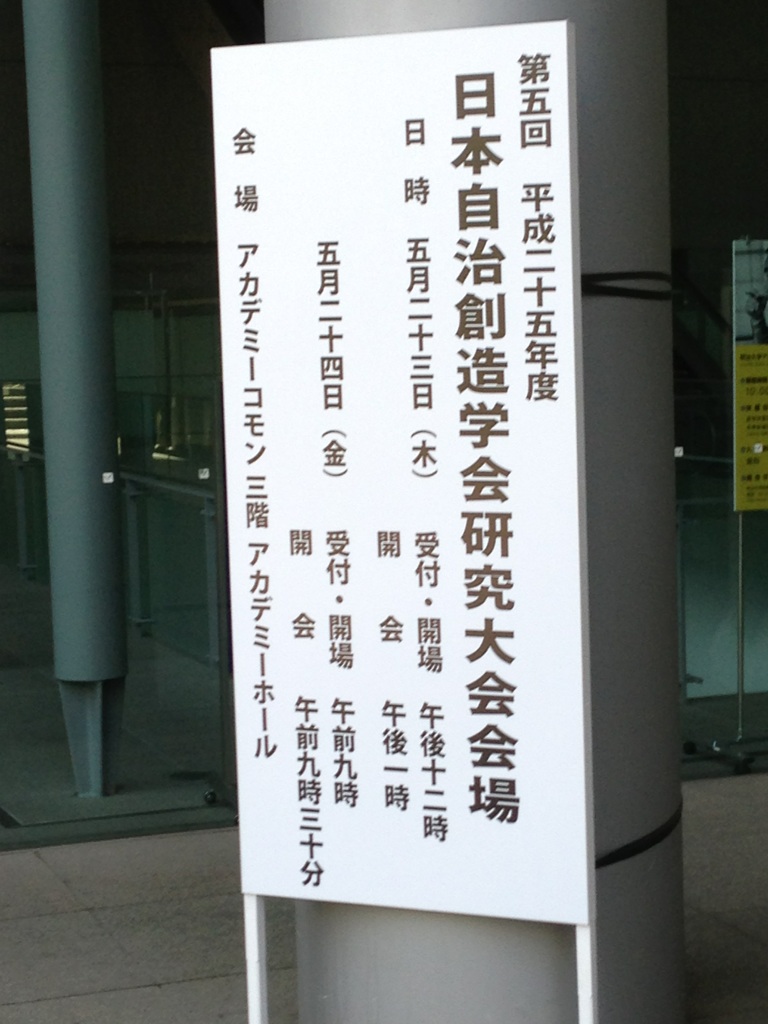 第五回　平成二十五年度
日本自治創造学会研究大会会場
日　時　五月二十三日（木）　受付・開場　午後十二時
開　会　午後一時
五月二十四日（金）　受付・開場　午前九時
開　会　午前九時三十分
会　場　アカデミーコモン 三階 アカデミーホール